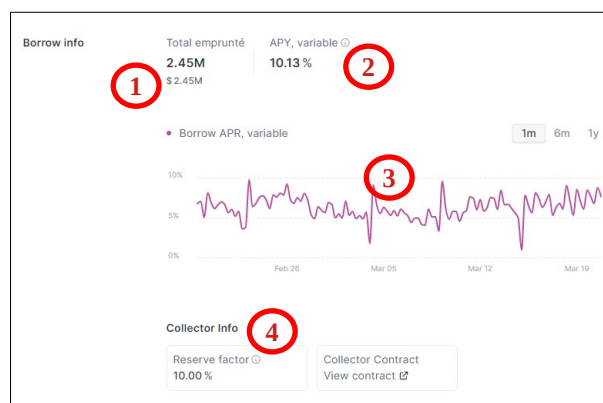 Borrow info
Total emprunté
APY, variable
2.45M
10.13 %
$ 2.45M
1
2
Borrow APR, variable
1m 6m 1y
10%
5%
0%
3
Feb 26 Mar 05 Mar 12 Mar 19
Collector Info
4
Reserve factor
10.00 %
Collector Contract
View contract